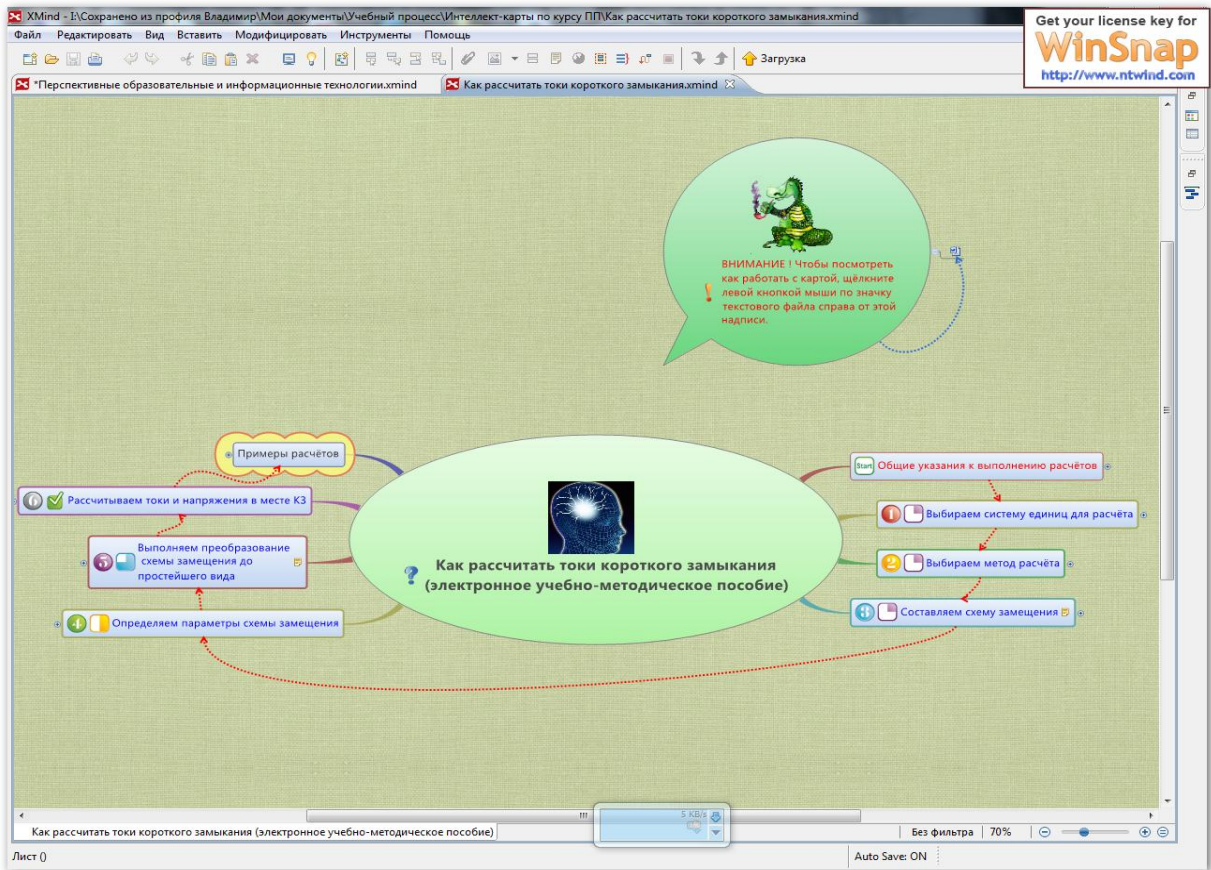 XMind - I:\Сохранено из профиля Владимир\Мои документы\Учебный процесс\Интеллект-карты по курсу ПП\Как рассчитать токи короткого замыкания.xmind
Get your license key for
WinSnap
http://www.ntwind.com
Файл Редактировать Вид Вставить Модифицировать Инструменты Помощь
Загрузка
*Перспективные образовательные и информационные технологии.xmind
Как рассчитать токи короткого замыкания.xmind
ВНИМАНИЕ ! Чтобы посмотреть
как работать с картой, щёлкните
левой кнопкой мыши по значку
текстового файла справа от этой
надписи.
Примеры расчётов
6 Рассчитываем токи и напряжения в месте КЗ
5 Выполняем преобразование
схемы замещения до
простейшего вида
4 Определяем параметры схемы замещения
Как рассчитать токи короткого замыкания
(электронное учебно-методическое пособие)
Start Общие указания к выполнению расчётов
1 Выбираем систему единиц для расчёта
2 Выбираем метод расчёта
3 Составляем схему замещения
5 KB/s
Как рассчитать токи короткого замыкания (электронное учебно-методическое пособие)
Без фильтра 70%
Лист ()
Auto Save: ON